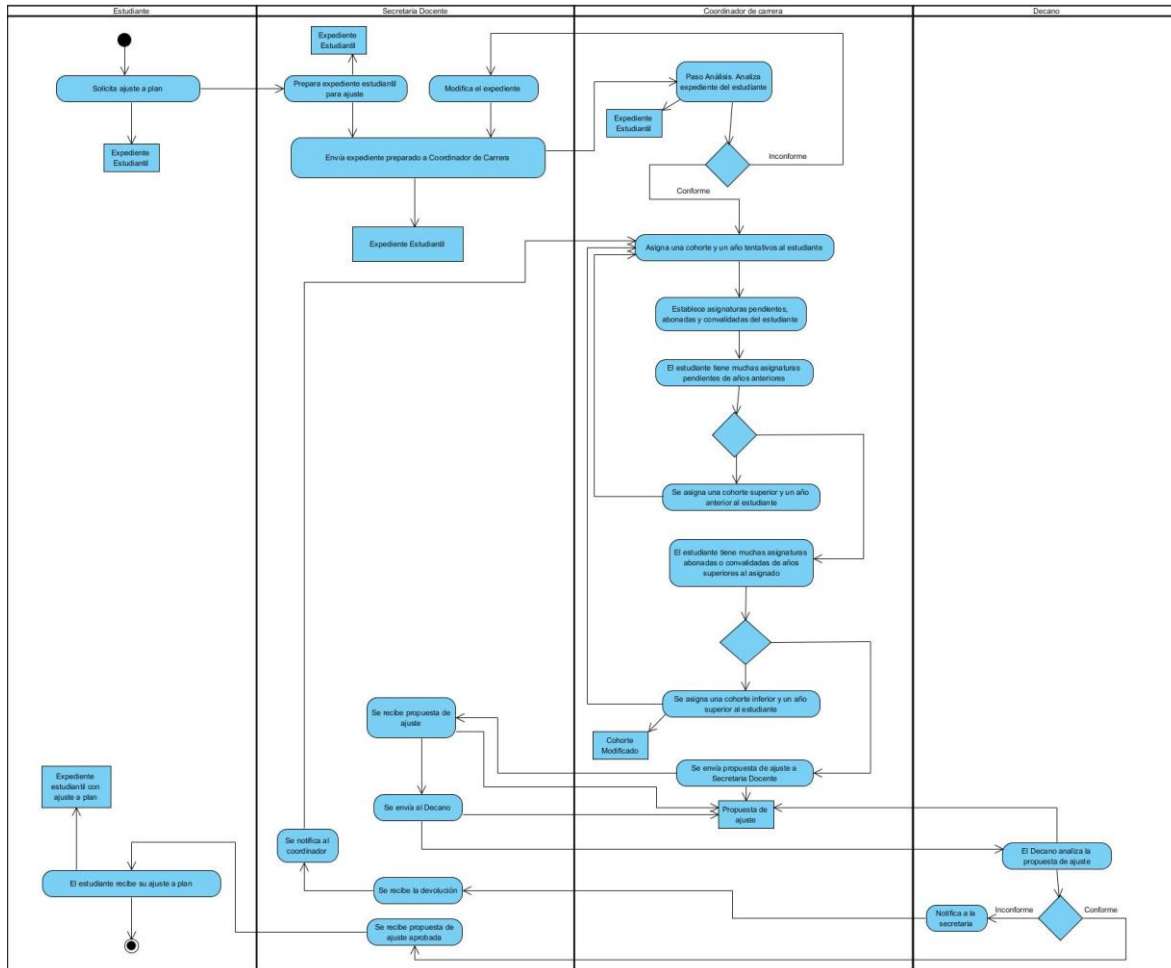 Estudiante
Secretaria Docente
Coordinador de carrera
Decano
Solicita ajuste a plan
Expediente
Estudiantil
Expediente
Estudiantil
Prepara expediente estudiantil
para ajuste
Modifica el expediente
Envía expediente preparado a Coordinador de Carrera
Expediente Estudiantil
Paso Análisis. Analiza
expediente del estudiante
Expediente
Estudiantil
Inconforme
Conforme
Asigna una cohorte y un año tentativos al estudiante
Establece asignaturas pendientes,
abonadas y convalidadas del estudiante
El estudiante tiene muchas asignaturas
pendientes de años anteriores
Se asigna una cohorte superior y un año
anterior al estudiante
El estudiante tiene muchas asignaturas
abonadas o convalidadas de años
superiores al asignado
Se asigna una cohorte inferior y un año
superior al estudiante
Cohorte
Modificado
Se envía propuesta de ajuste a
Secretaria Docente
Propuesta de
ajuste
Se recibe propuesta de
ajuste
Se envía al Decano
El Decano analiza la
propuesta de ajuste
Inconforme
Conforme
Notifica a la
secretaria
Se recibe la devolución
Se notifica al
coordinador
Se recibe propuesta de
ajuste aprobada
El estudiante recibe su ajuste a plan
Expediente
estudiantil con
ajuste a plan